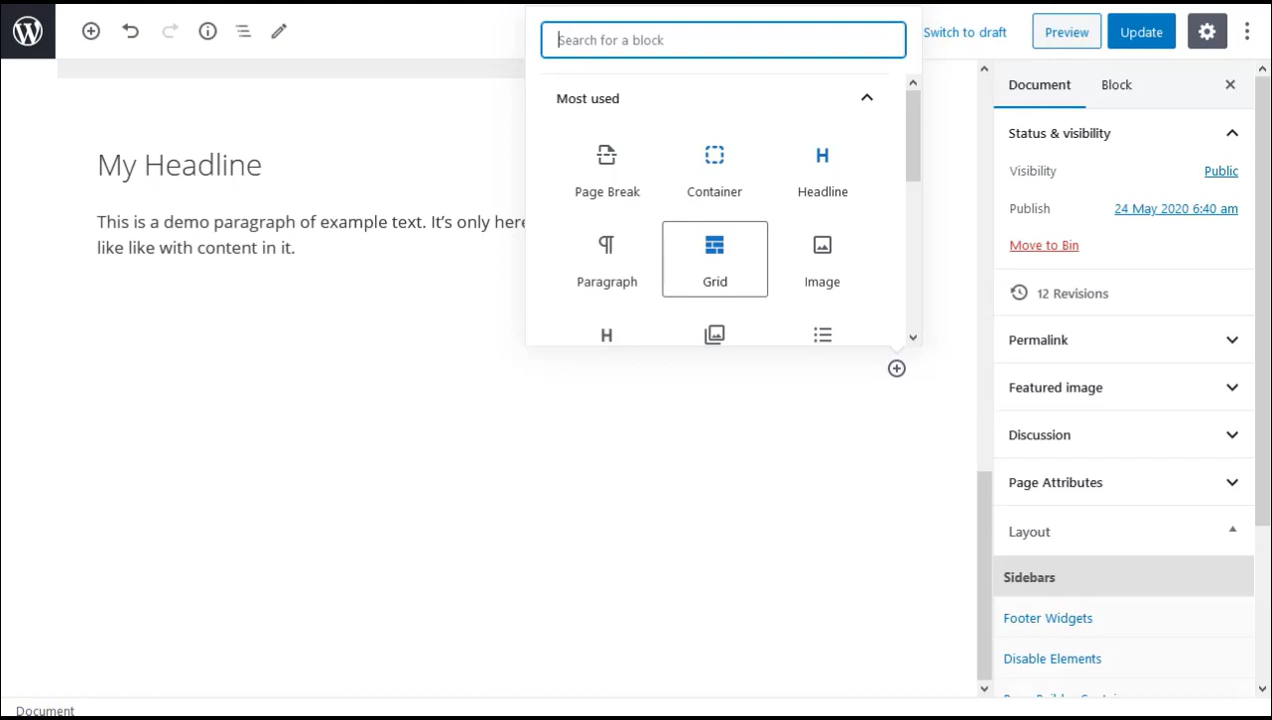 Search for a block
Switch to draft
Preview
Update
Document
Block
Most used
Status & visibility
Page Break
Container
Headline
Visibility
Public
Publish
24 May 2020 6:40 am
Move to Bin
My Headline
This is a demo paragraph of example text. It's only here
like like with content in it.
Paragraph
Grid
Image
12 Revisions
Permalink
Featured image
Discussion
Page Attributes
Layout
Sidebars
Footer Widgets
Disable Elements
Document